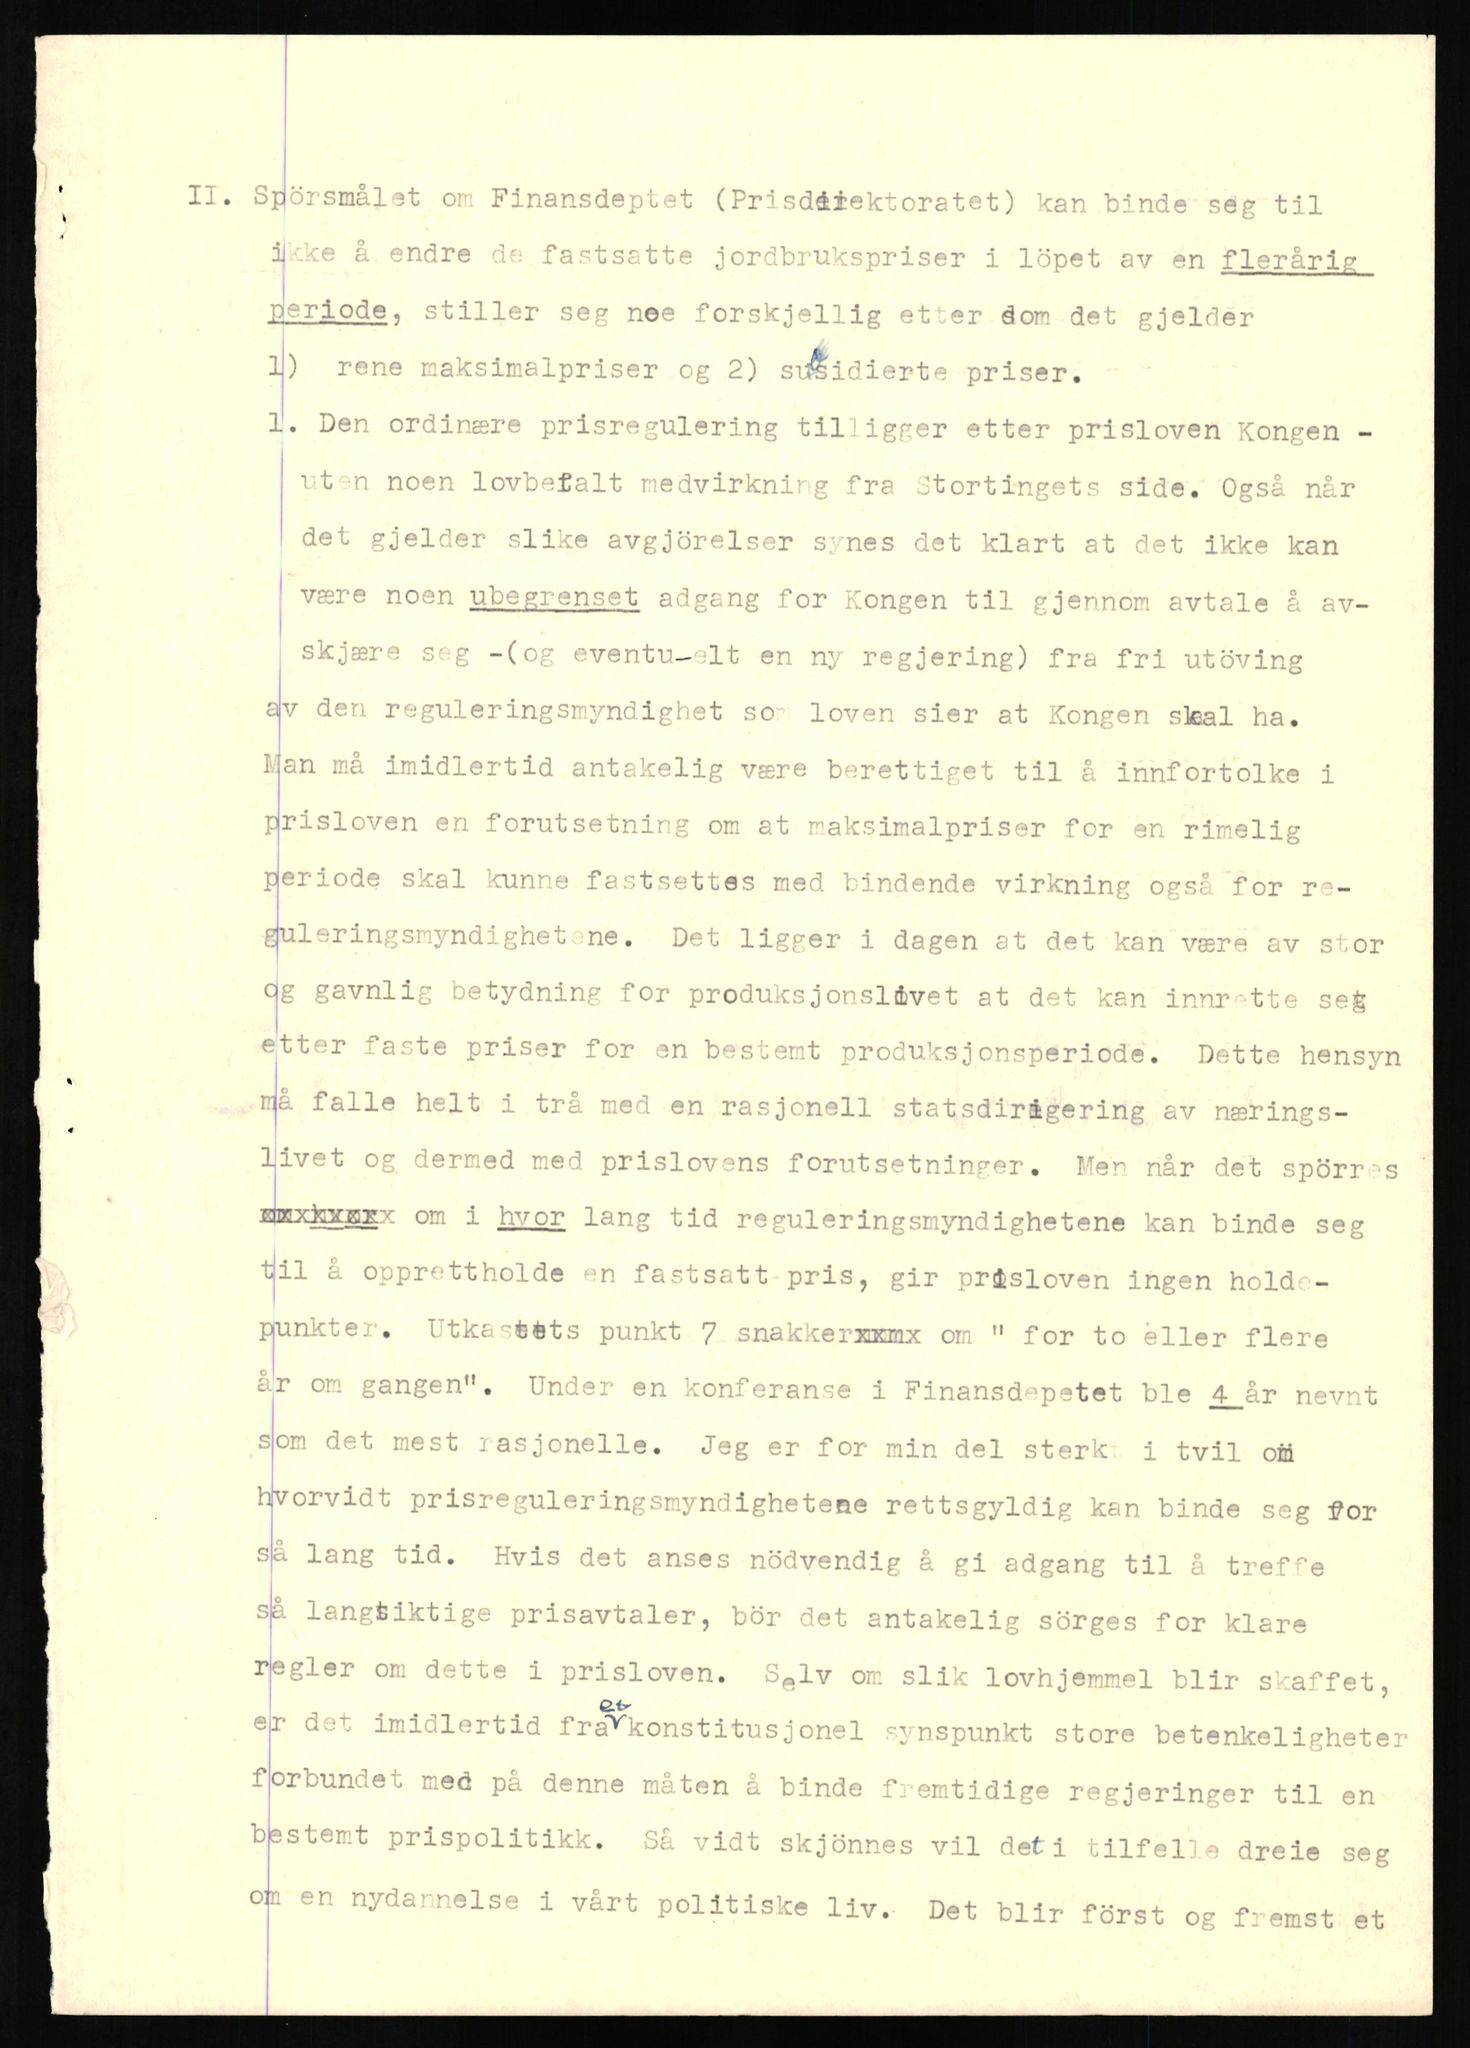 II. Spörsmålet om Finansdeptet (Prisdirektoratet) kan binde seg til
ikke å endre de fastsatte jordbrukspriser i löpet av en flerårig
periode, stiller seg noe forskjellig etter som det gjelder
1) rene maksimalpriser og 2) subsidierte priser.
1. Den ordinære prisregulering tilligger etter prisloven Kongen -
uten noen lovbefalt medvirkning fra Stortingets side. Også når
det gjelder slike avgjörelser synes det klart at det ikke kan
være noen ubegrenset adgang for Kongen til gjennom avtale å av-
skjære seg -(og eventu-elt en ny regjering) fra fri utöving
av den reguleringsmyndighet som loven sier at Kongen skal ha.
Man må imidlertid antakelig være berettiget til å innfortolke i
prisloven en forutsetning om at maksimalpriser for en rimelig
periode skal kunne fastsettes med bindende virkning også for re-
guleringsmyndighetene. Det ligger i dagen at det kan være av stor
og gavnlig betydning for produksjonslivet at det kan innrette seg
etter faste priser for en bestemt produksjonsperiode. Dette hensyn
må falle helt i trå med en rasjonell statsdirigering av nærings-
livet og dermed med prislovens forutsetninger. Men når det spörres
om i hvor lang tid reguleringsmyndighetene kan binde seg
til å opprettholde en fastsatt pris, gir prisloven ingen holde-
punkter. Utkastets punkt 7 snakker om " for to eller flere
år om gangen". Under en konferanse i Finansdepetet ble 4 år nevnt
som det mest rasjonelle. Jeg er for min del sterkt i tvil om
hvorvidt prisreguleringsmyndighetene rettsgyldig kan binde seg for
så lang tid. Hvis det anses nödvendig å gi adgang til å treffe
så langsiktige prisavtaler, bör det antakelig sörges for klare
regler om dette i prisloven. Selv om slik lovhjemmel blir skaffet,
er det imidlertid fra et konstitusjonel synspunkt store betenkeligheter
forbundet med på denne måten å binde fremtidige regjeringer til en
bestemt prispolitikk. Så vidt skjönnes vil det i tilfelle dreie seg
om en nydannelse i vårt politiske liv. Det blir först og fremst et